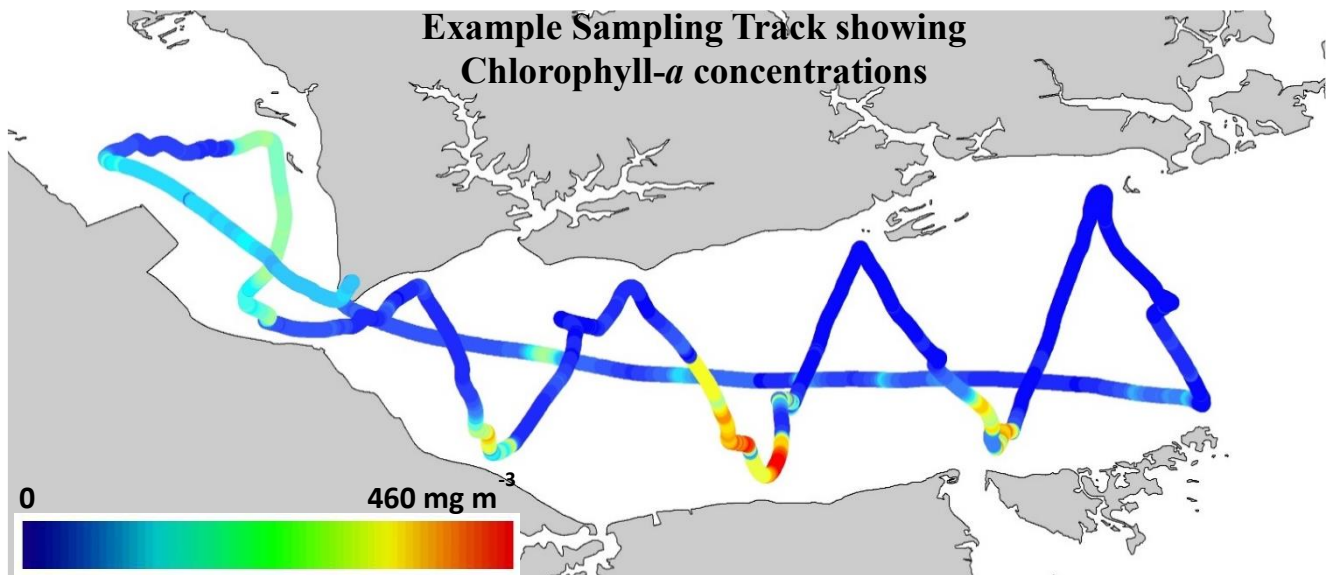 Example Sampling Track showing
Chlorophyll-a concentrations
0 460 mg m-3